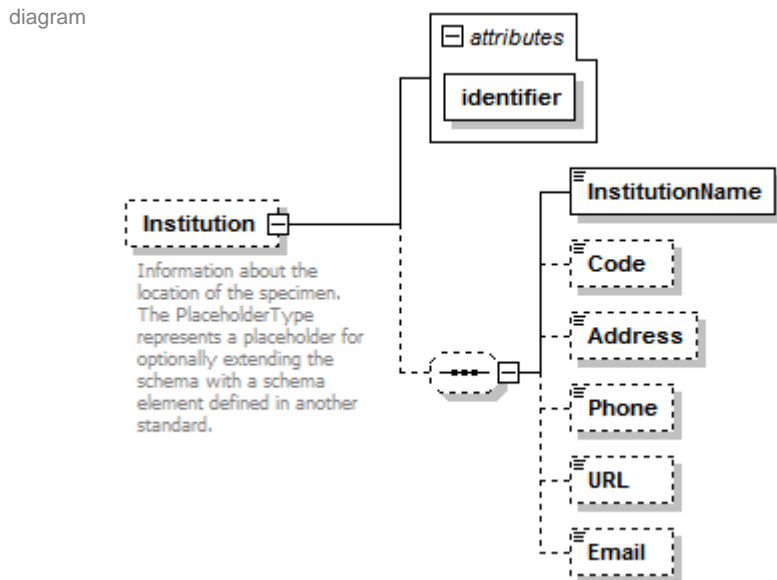 diagram
attributes
identifier
Institution
Information about the
location of the specimen.
The PlaceholderType
represents a placeholder for
optionally extending the
schema with a schema
element defined in another
standard.
InstitutionName
Code
Address
Phone
URL
Email